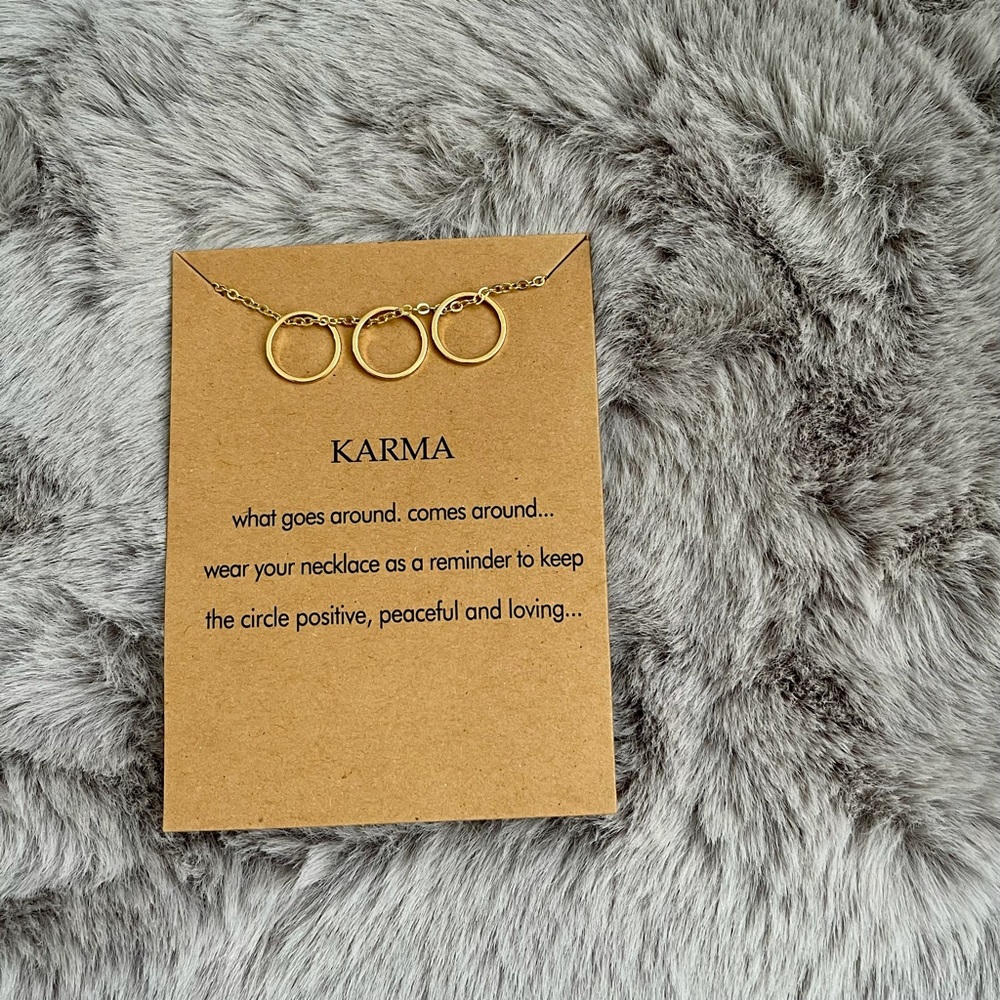 KARMA
what goes around. comes around...
wear your necklace as a reminder to keep
the circle positive, peaceful and loving...